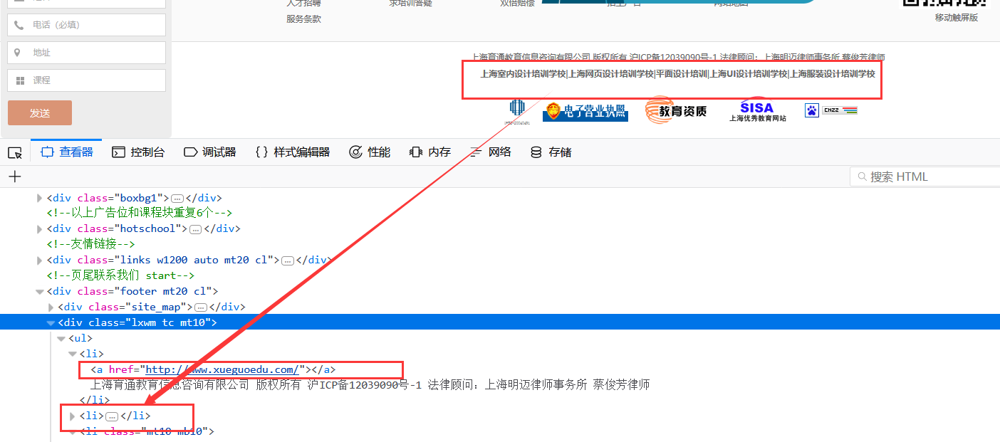 人才招聘 求培训答疑 双倍赔偿 网站地图
服务条款
移动触屏版
电话（必填）
地址
课程
发送
上海育通教育信息咨询有限公司 版权所有 沪ICP备12039090号-1 法律顾问：上海明迈律师事务所 蔡俊芳律师
上海室内设计培训学校|上海网页设计培训学校|平面设计培训|上海UI设计培训学校|上海服装设计培训学校
电子营业执照
教育资质
SISA
上海优秀教育网站
CNZZ
查看器 控制台 调试器 {} 样式编辑器 性能 内存 网络 存储
+ 搜索 HTML
<div class="boxbg1">…</div>
<!--以上广告位和课程块重复6个-->
<div class="hotschool">…</div>
<!--友情链接-->
<div class="links w1200 auto mt20 cl">…</div>
<!--页尾联系我们 start-->
<div class="footer mt20 cl">
<div class="site_map">…</div>
<div class="lxwm tc mt10">
<ul>
<li>
<a href="http://www.xueguoedu.com/"></a>
上海育通教育信息咨询有限公司 版权所有 沪ICP备12039090号-1 法律顾问：上海明迈律师事务所 蔡俊芳律师
</li>
<li>…</li>
<li class="mt10 mb10">